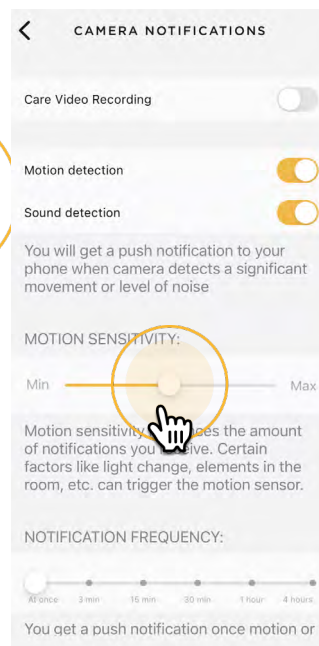 CAMERA NOTIFICATIONS
Care Video Recording
Motion detection
Sound detection
You will get a push notification to your
phone when camera detects a significant
movement or level of noise
MOTION SENSITIVITY:
Min Max
Motion sensitivity the amount
of notifications you Certain
factors like light change, elements in the
room, etc. can trigger the motion sensor.
NOTIFICATION FREQUENCY:
At once 3 min 15 min 30 min 1 hour 4 hours
You get a push notification once motion or